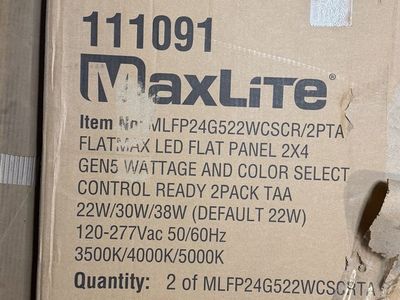 111091
MAXLITE®
Item No: MLFP24G522WCSCR/2PTA
FLATMAX LED FLAT PANEL 2X4
GEN5 WATTAGE AND COLOR SELECT
CONTROL READY 2PACK TAA
22W/30W/38W (DEFAULT 22W)
120-277Vac 50/60Hz
3500K/4000K/5000K
Quantity: 2 of MLFP24G522WCSCRTA